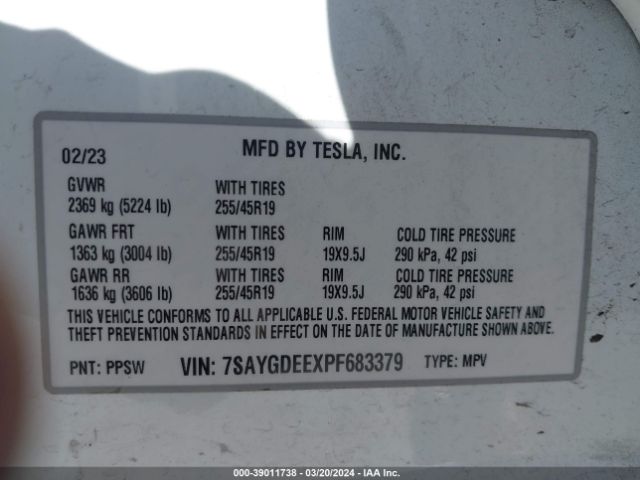 02/23 MFD BY TESLA, INC.
GVWR WITH TIRES
2369 kg (5224 lb) 255/45R19
GAWR FRT WITH TIRES RIM COLD TIRE PRESSURE
1363 kg (3004 lb) 255/45R19 19X9.5J 290 kPa, 42 psi
GAWR RR WITH TIRES RIM COLD TIRE PRESSURE
1636 kg (3606 lb) 255/45R19 19X9.5J 290 kPa, 42 psi
THIS VEHICLE CONFORMS TO ALL APPLICABLE U.S. FEDERAL MOTOR VEHICLE SAFETY AND
THEFT PREVENTION STANDARDS IN EFFECT ON THE DATE OF MANUFACTURE SHOWN ABOVE.
PNT: PPSW VIN: 7SAYGDEEXPF683379 TYPE: MPV
000-39011738 - 03/20/2024 - IAA Inc.